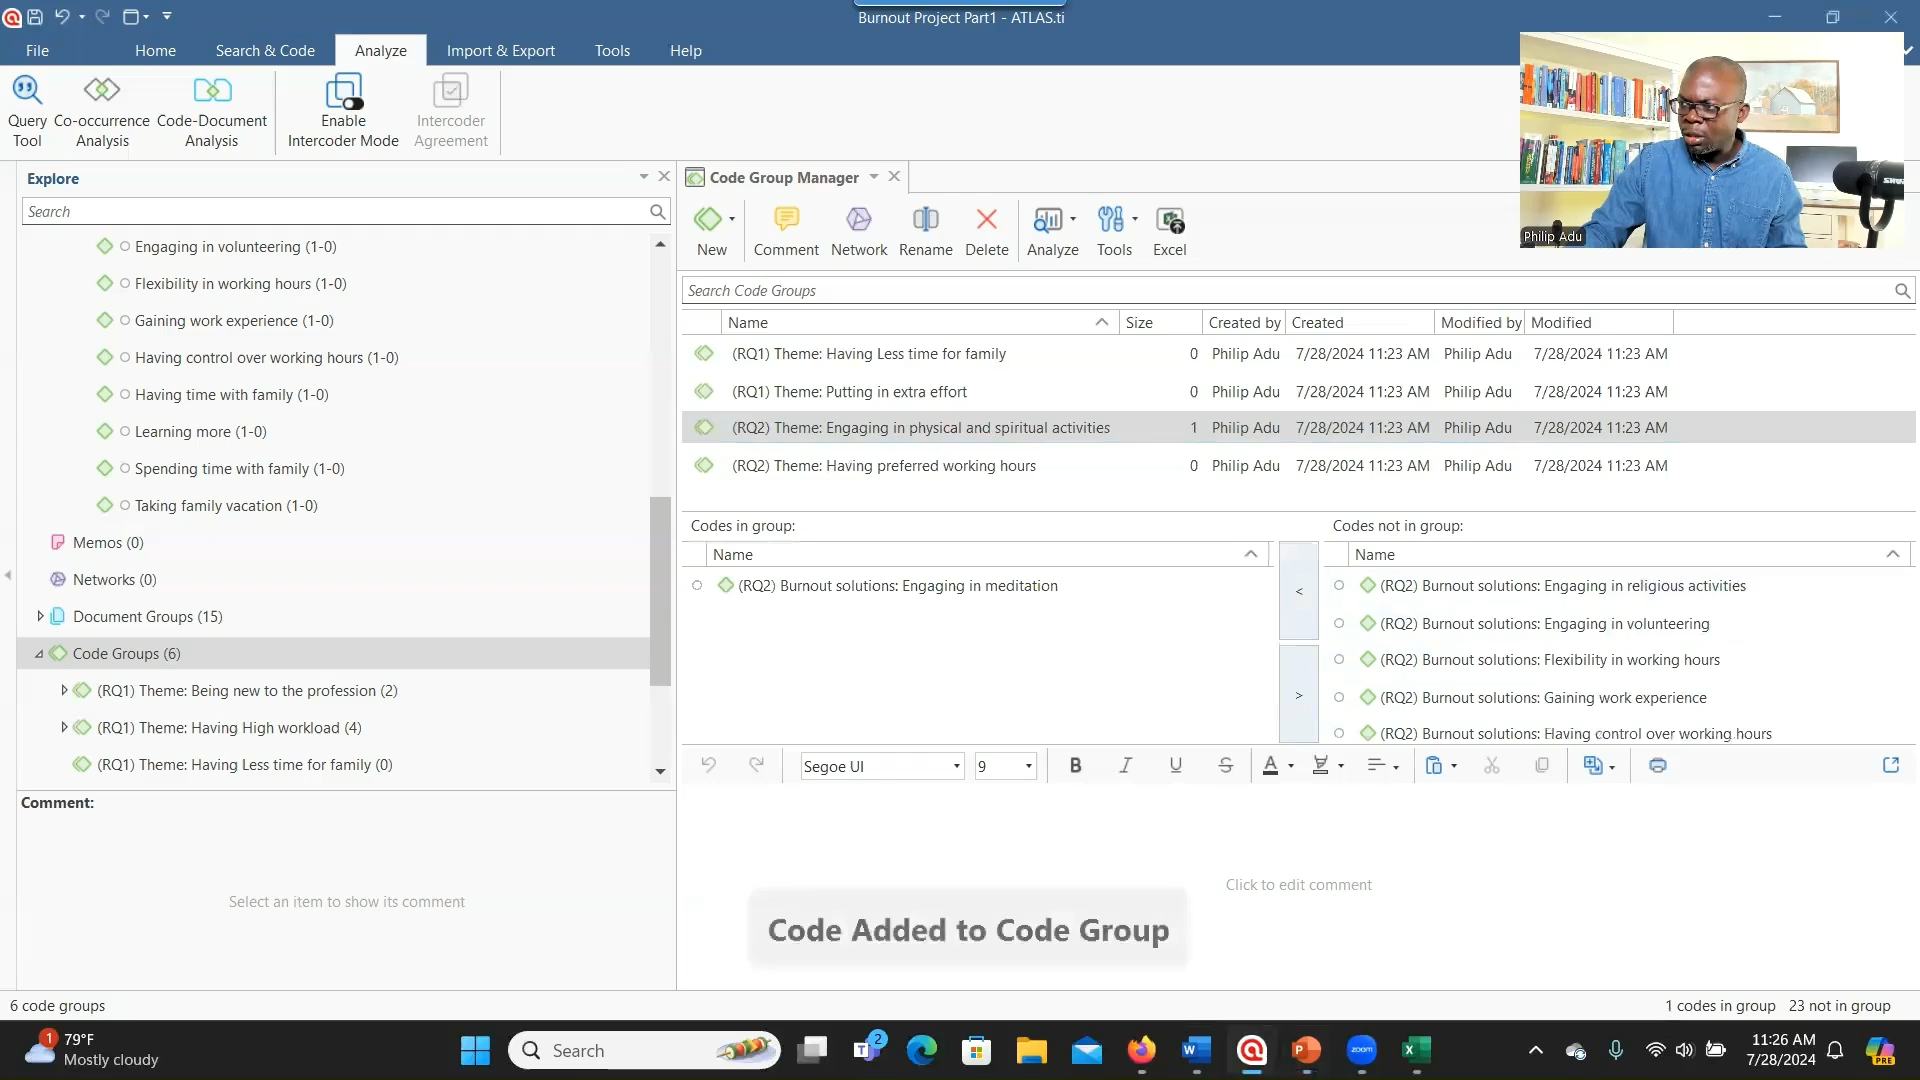 Burnout Project Part1 - ATLAS.ti
File Home Search & Code Analyze Import & Export Tools Help
Query Tool
Co-occurrence Analysis
Code-Document Analysis
Enable Intercoder Mode
Intercoder Agreement
Philip Adu
Explore
Search
Engaging in volunteering (1-0)
Flexibility in working hours (1-0)
Gaining work experience (1-0)
Having control over working hours (1-0)
Having time with family (1-0)
Learning more (1-0)
Spending time with family (1-0)
Taking family vacation (1-0)
Memos (0)
Networks (0)
Document Groups (15)
Code Groups (6)
(RQ1) Theme: Being new to the profession (2)
(RQ1) Theme: Having High workload (4)
(RQ1) Theme: Having Less time for family (0)
Comment:
Select an item to show its comment
Code Group Manager
New Comment Network Rename Delete Analyze Tools Excel
Search Code Groups
Name Size Created by Created Modified by Modified
(RQ1) Theme: Having Less time for family 0 Philip Adu 7/28/2024 11:23 AM Philip Adu 7/28/2024 11:23 AM
(RQ1) Theme: Putting in extra effort 0 Philip Adu 7/28/2024 11:23 AM Philip Adu 7/28/2024 11:23 AM
(RQ2) Theme: Engaging in physical and spiritual activities 1 Philip Adu 7/28/2024 11:23 AM Philip Adu 7/28/2024 11:23 AM
(RQ2) Theme: Having preferred working hours 0 Philip Adu 7/28/2024 11:23 AM Philip Adu 7/28/2024 11:23 AM
Codes in group:
Name
(RQ2) Burnout solutions: Engaging in meditation
<
>
Codes not in group:
Name
(RQ2) Burnout solutions: Engaging in religious activities
(RQ2) Burnout solutions: Engaging in volunteering
(RQ2) Burnout solutions: Flexibility in working hours
(RQ2) Burnout solutions: Gaining work experience
(RQ2) Burnout solutions: Having control over working hours
Segoe UI 9 B I U S A
Click to edit comment
Code Added to Code Group
6 code groups
1 codes in group 23 not in group
1
79°F
Mostly cloudy
Search
2
zoom
11:26 AM
7/28/2024
PRE